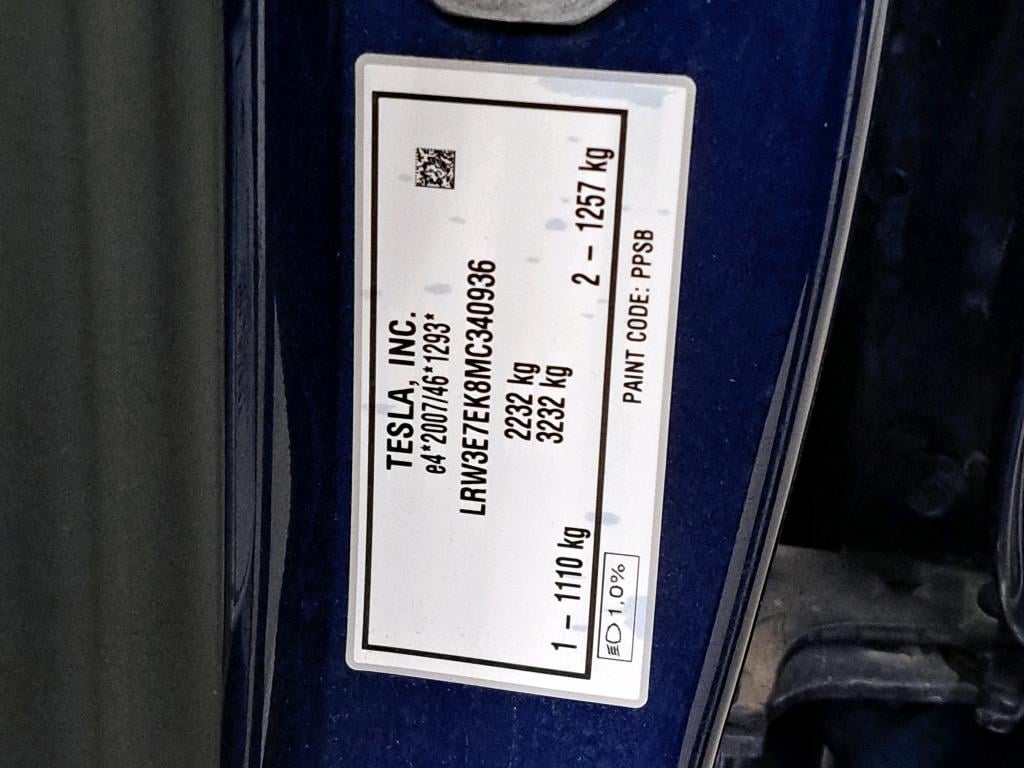 TESLA, INC.
e4*2007/46*1293*
LRW3E7EK8MC340936
2232 kg
3232 kg
1 – 1110 kg 2 – 1257 kg
1,0% PAINT CODE: PPSB